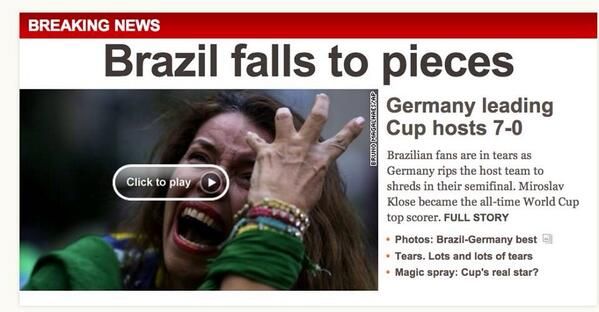 BREAKING NEWS
Brazil falls to pieces
BRUNO MAGALHAES/AP
Click to play
Germany leading
Cup hosts 7-0
Brazilian fans are in tears as
Germany rips the host team to
shreds in their semifinal. Miroslav
Klose became the all-time World Cup
top scorer. FULL STORY
Photos: Brazil-Germany best
Tears. Lots and lots of tears
Magic spray: Cup's real star?